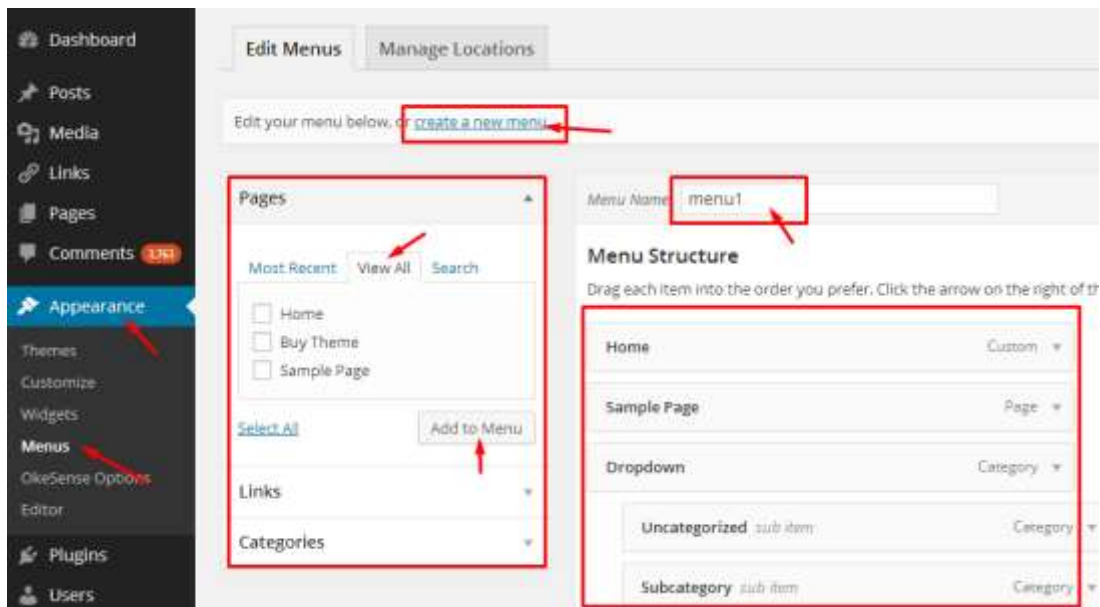 Dashboard
Posts
Media
Links
Pages
Comments
Appearance
Themes
Customize
Widgets
Menus
OkeSense Options
Editor
Plugins
Users
Edit Menus
Manage Locations
Edit your menu below, or create a new menu.
Pages
Most Recent
View All
Search
Home
Buy Theme
Sample Page
Select All
Add to Menu
Links
Categories
Menu Name
menu1
Menu Structure
Drag each item into the order you prefer. Click the arrow on the right of th
Home Custom
Sample Page Page
Dropdown Category
Uncategorized sub item Category
Subcategory sub item Category